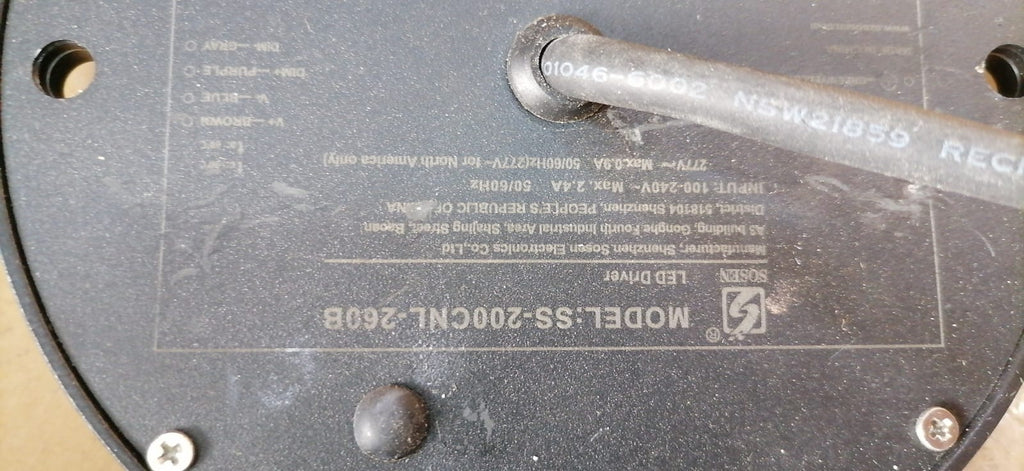 MODEL:SS-200CNL-260B
SOSEN
LED Driver
Manufacturer: Shenzhen Sosen Electronics Co.,Ltd
A5 building, Gonghe Fourth Industrial Area, Shajing Street, Baoan
District, 518104 Shenzhen, PEOPLE'S REPUBLIC OF CHINA
INPUT: 100-240V~ Max. 2.4A 50/60Hz
277V~ Max.0.9A 50/60Hz(277V~ for North America only)
V+—BROWN
V-—BLUE
DIM+—PURPLE
DIM-—GRAY
01046-6002 NSW21859